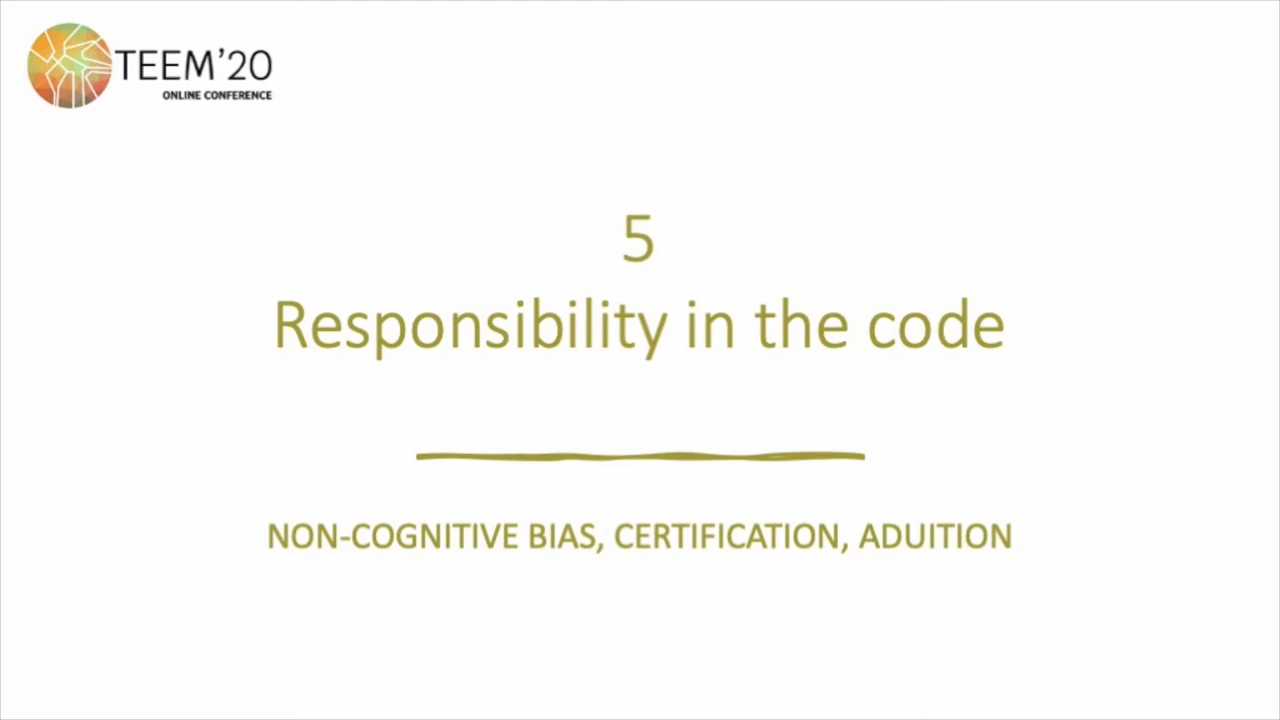 TEEM'20
ONLINE CONFERENCE
5
Responsibility in the code
NON-COGNITIVE BIAS, CERTIFICATION, ADUITION